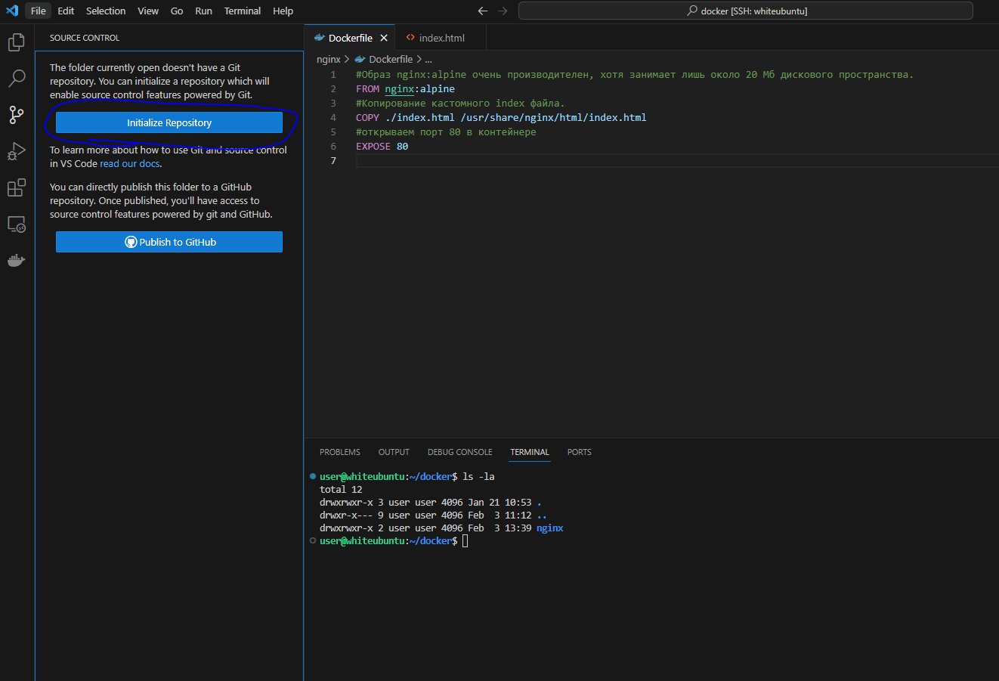 File Edit Selection View Go Run Terminal Help
docker [SSH: whiteubuntu]
SOURCE CONTROL
The folder currently open doesn't have a Git
repository. You can initialize a repository which will
enable source control features powered by Git.
Initialize Repository
To learn more about how to use Git and source control
in VS Code read our docs.
You can directly publish this folder to a GitHub
repository. Once published, you'll have access to
source control features powered by git and GitHub.
Publish to GitHub
Dockerfile index.html
nginx > Dockerfile > ...
1 #Образ nginx:alpine очень производителен, хотя занимает лишь около 20 Мб дискового пространства.
2 FROM nginx:alpine
3 #Копирование кастомного index файла.
4 COPY ./index.html /usr/share/nginx/html/index.html
5 #открываем порт 80 в контейнере
6 EXPOSE 80
7
PROBLEMS OUTPUT DEBUG CONSOLE TERMINAL PORTS
user@whiteubuntu:~/docker$ ls -la
total 12
drwxrwxr-x 3 user user 4096 Jan 21 10:53 .
drwxr-x--- 9 user user 4096 Feb  3 11:12 ..
drwxrwxr-x 2 user user 4096 Feb  3 13:39 nginx
user@whiteubuntu:~/docker$